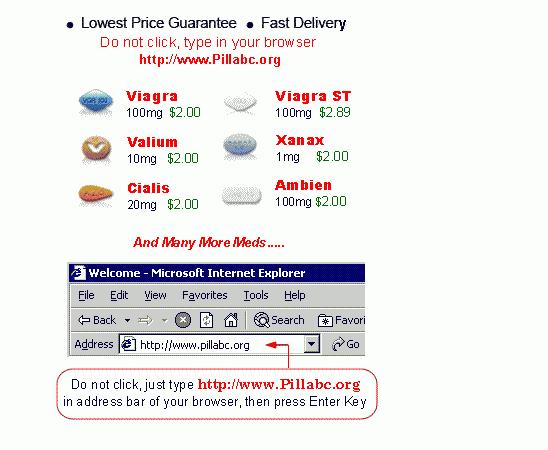 • Lowest Price Guarantee • Fast Delivery
Do not click, type in your browser
http://www.Pillabc.org
Viagra
100mg $2.00
Viagra ST
100mg $2.89
Valium
10mg $2.00
Xanax
1mg $2.00
Cialis
20mg $2.00
Ambien
100mg $2.00
And Many More Meds.....
Welcome - Microsoft Internet Explorer
File Edit View Favorites Tools Help
Back Search Favori
Address http://www.pillabc.org Go
Do not click, just type http://www.Pillabc.org
in address bar of your browser, then press Enter Key